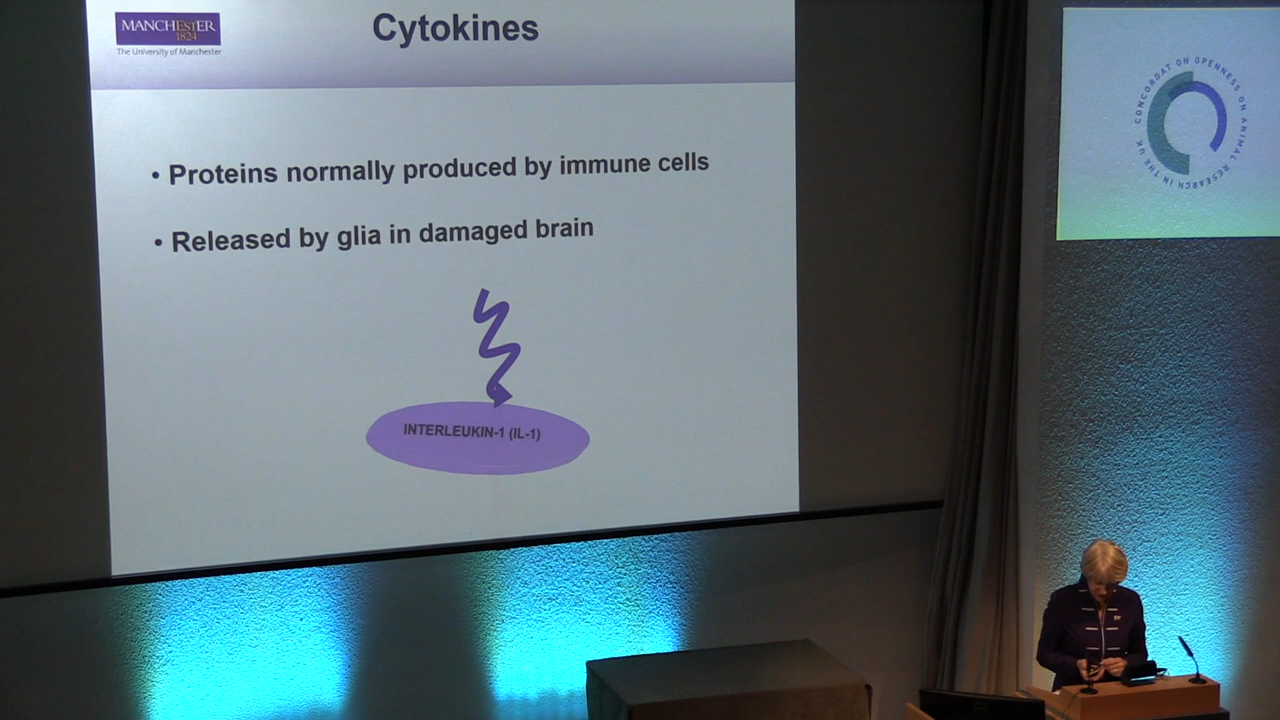 MANCHESTER
1824
The University of Manchester
Cytokines
• Proteins normally produced by immune cells
• Released by glia in damaged brain
INTERLEUKIN-1 (IL-1)
CONCORDAT ON OPENNESS ON ANIMAL RESEARCH IN THE UK